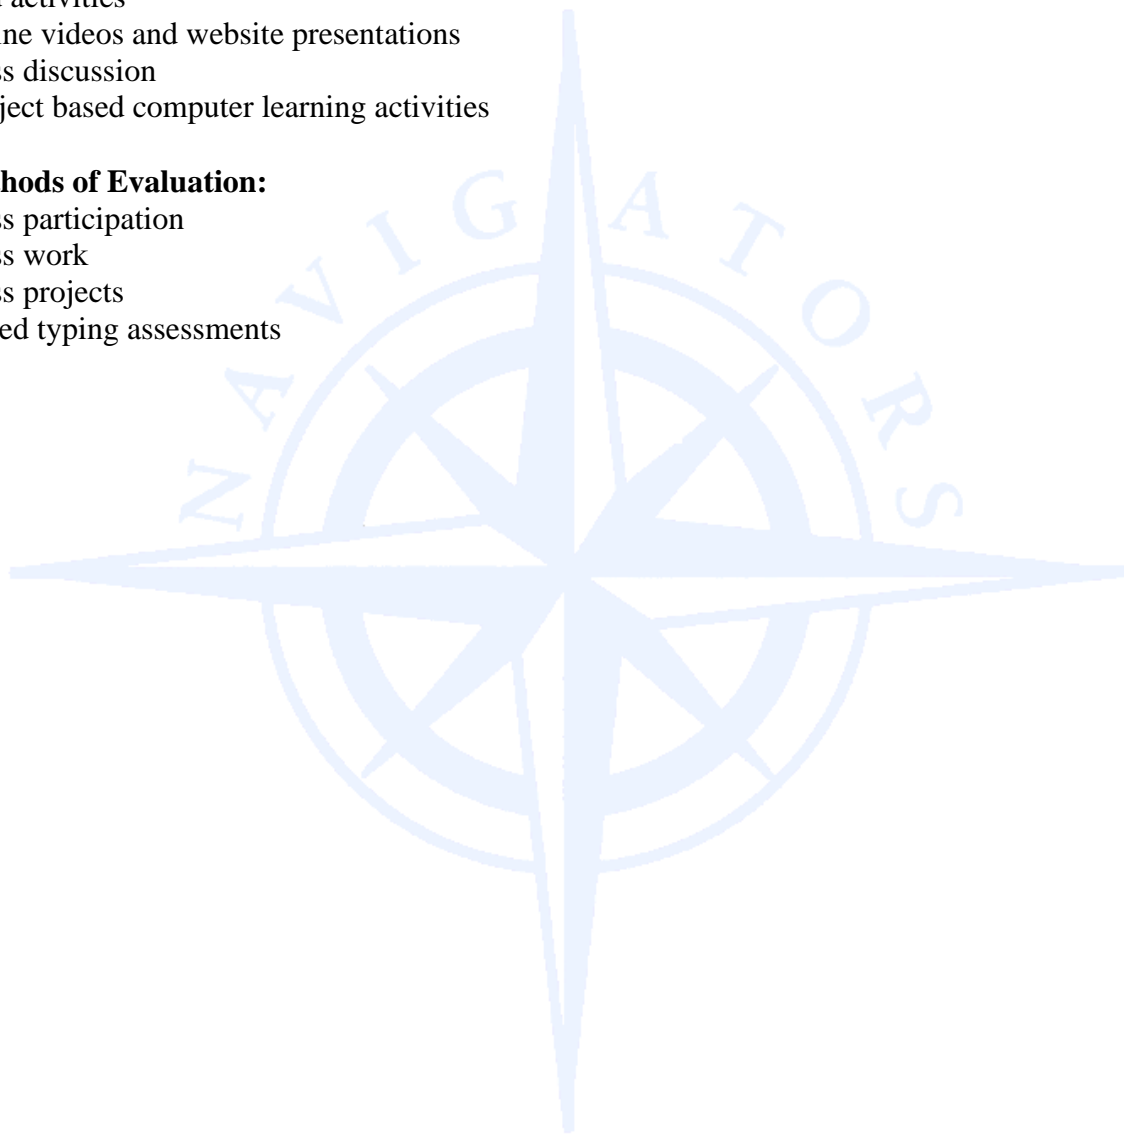 activities
ine videos and website presentations
ss discussion
ject based computer learning activities
hods of Evaluation:
ss participation
ss work
ss projects
ed typing assessments
NAVIGATORS